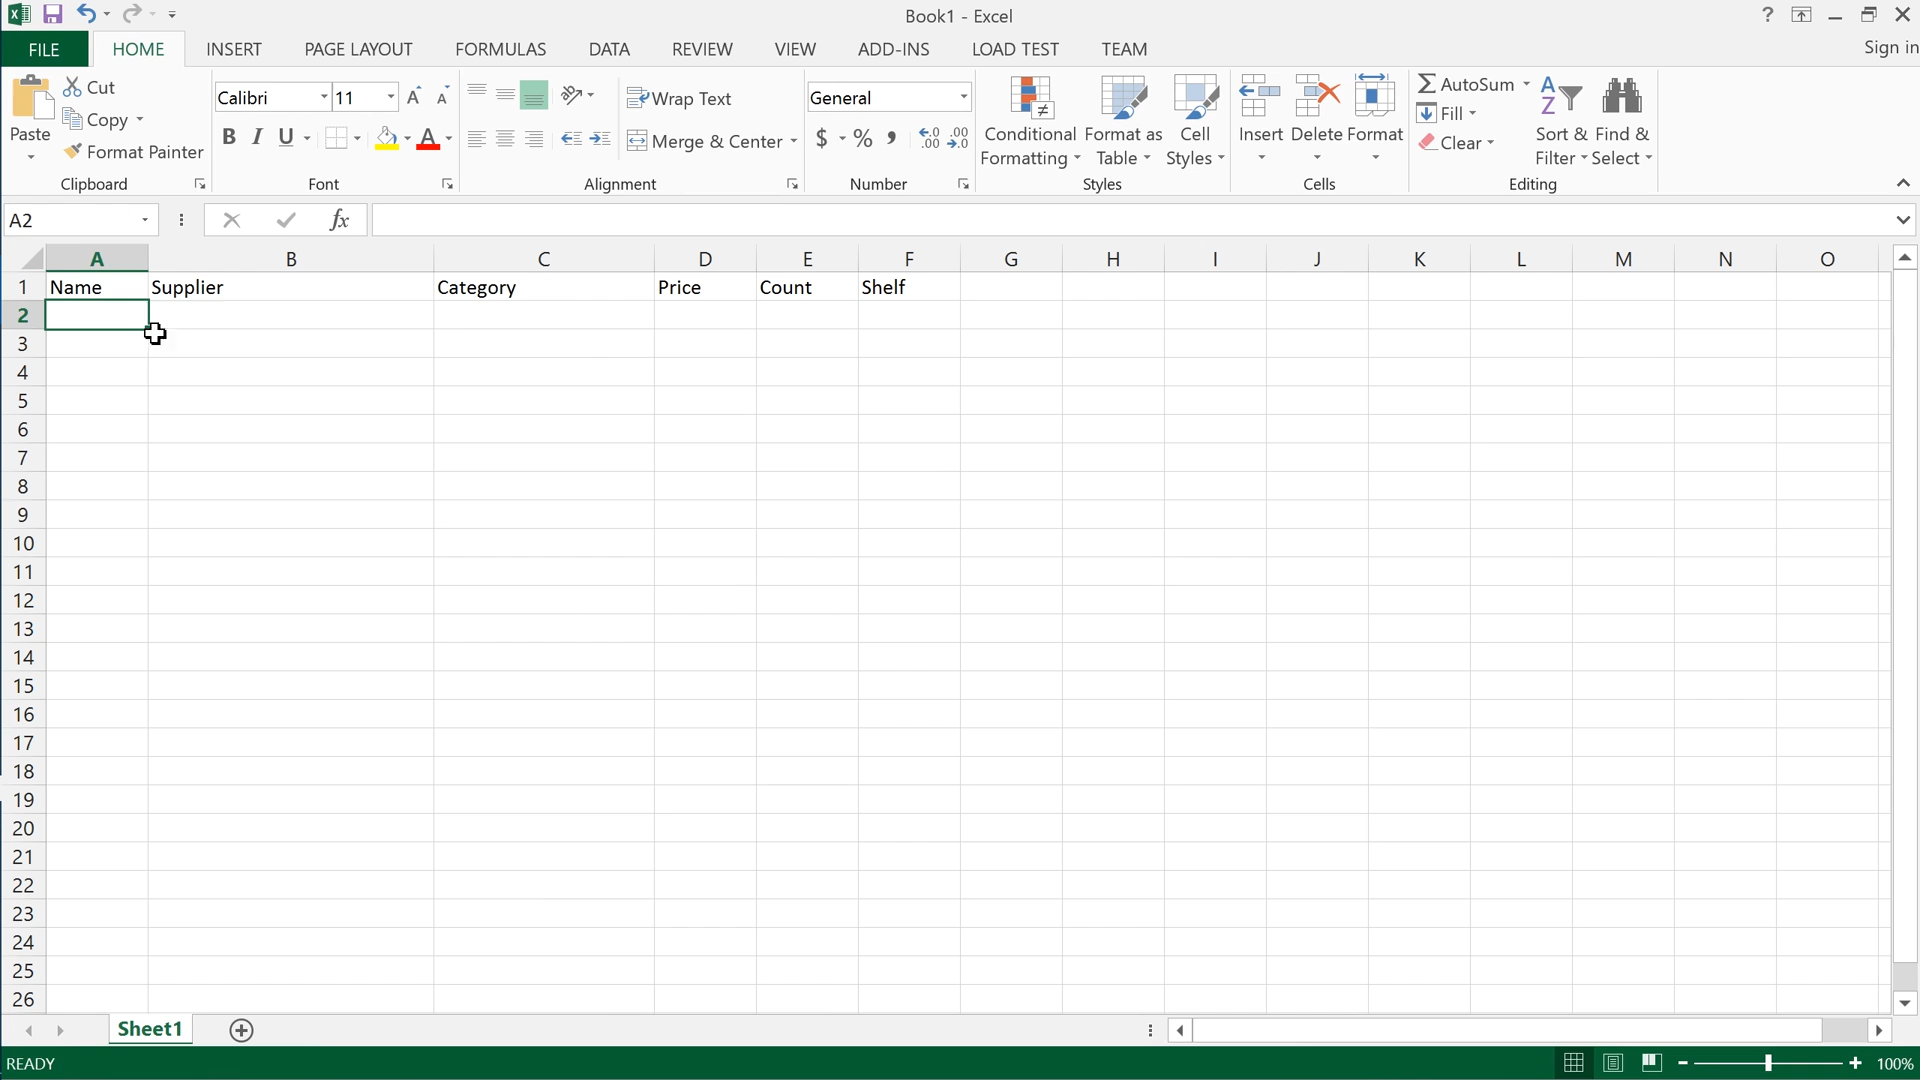 Book1 - Excel
?
FILE HOME INSERT PAGE LAYOUT FORMULAS DATA REVIEW VIEW ADD-INS LOAD TEST TEAM Sign in
Paste
Cut
Copy
Format Painter
Clipboard
Calibri 11 A A
B I U A
Font
Wrap Text
Merge & Center
Alignment
General
$ % , .0 .00 .00 .0
Number
Conditional Formatting
Format as Table
Cell Styles
Styles
Insert Delete Format
Cells
AutoSum
Fill
Clear
Sort & Filter
Find & Select
Editing
A2 fx
A B C D E F G H I J K L M N O
1 Name Supplier Category Price Count Shelf
2
3
4
5
6
7
8
9
10
11
12
13
14
15
16
17
18
19
20
21
22
23
24
25
26
Sheet1
READY 100%